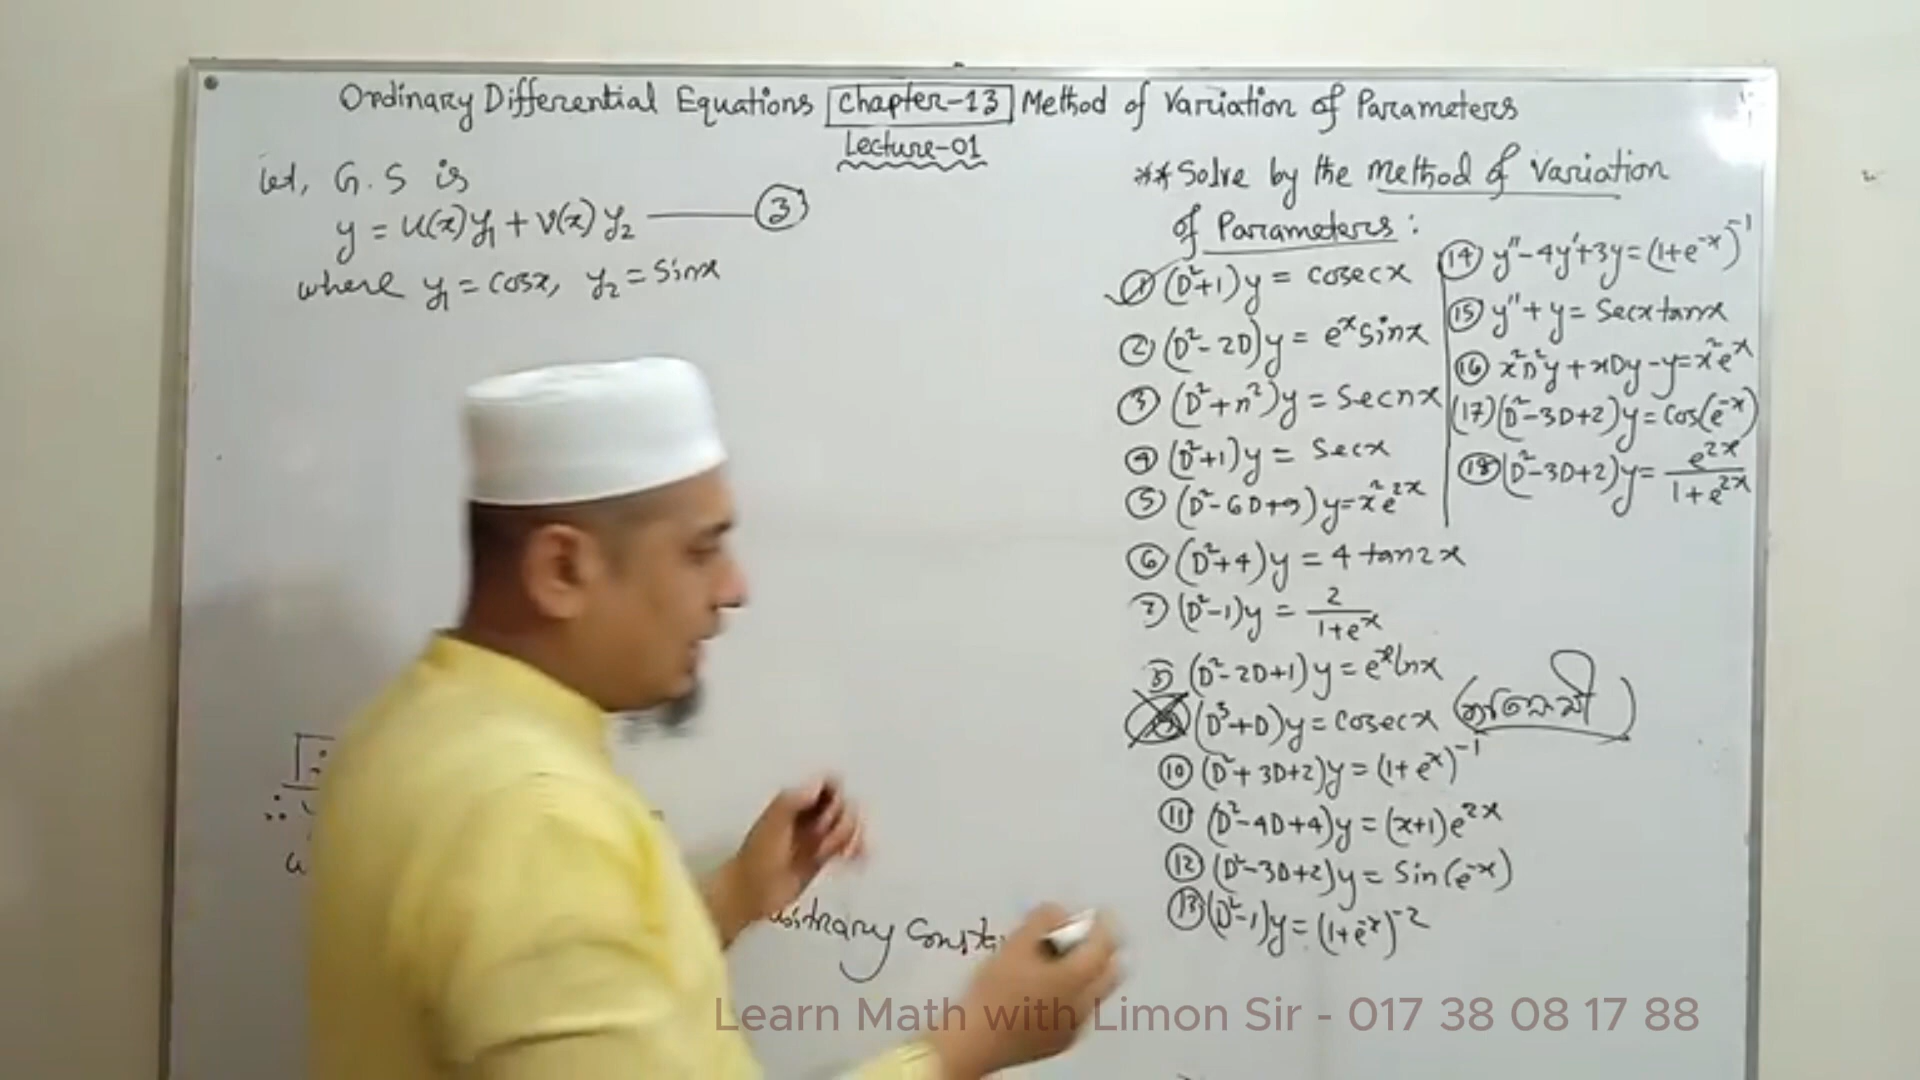 Ordinary Differential Equations Chapter-13 Method of Variation of Parameters
Lecture-01
let, G.S is
y = u(x)y₁ + v(x)y₂ ③
where y₁ = cosx, y₂ = sinx
∴
arbitrary
** Solve by the method of variation
of Parameters:
① (D²+1)y = cosecx
② (D²-2D)y = eˣsinx
③ (D²+n²)y = Secnx
④ (D²+1)y = Secx
⑤ (D²-6D+9)y=x²e²ˣ
⑥ (D²+4)y = 4 tan2x
⑦ (D²-1)y = 2/(1+eˣ)
(D²-2D+1)y = eˣlnx
(D³+D)y = cosecx
⑩ (D²+3D+2)y = (1+eˣ)⁻¹
⑪ (D²-4D+4)y = (x+1)e²ˣ
⑫ (D²-3D+2)y = Sin(e⁻ˣ)
⑬ (D²-1)y = (1+e⁻ˣ)⁻²
⑭ y''-4y'+3y=(1+e⁻ˣ)⁻¹
⑮ y''+y = Secxtanx
⑯ x²D²y+xDy-y=x²eˣ
(17) (D²-3D+2)y=Cos(e⁻ˣ)
⑱ (D²-3D+2)y= e²ˣ/(1+e²ˣ)
Learn Math with Limon Sir - 017 38 08 17 88